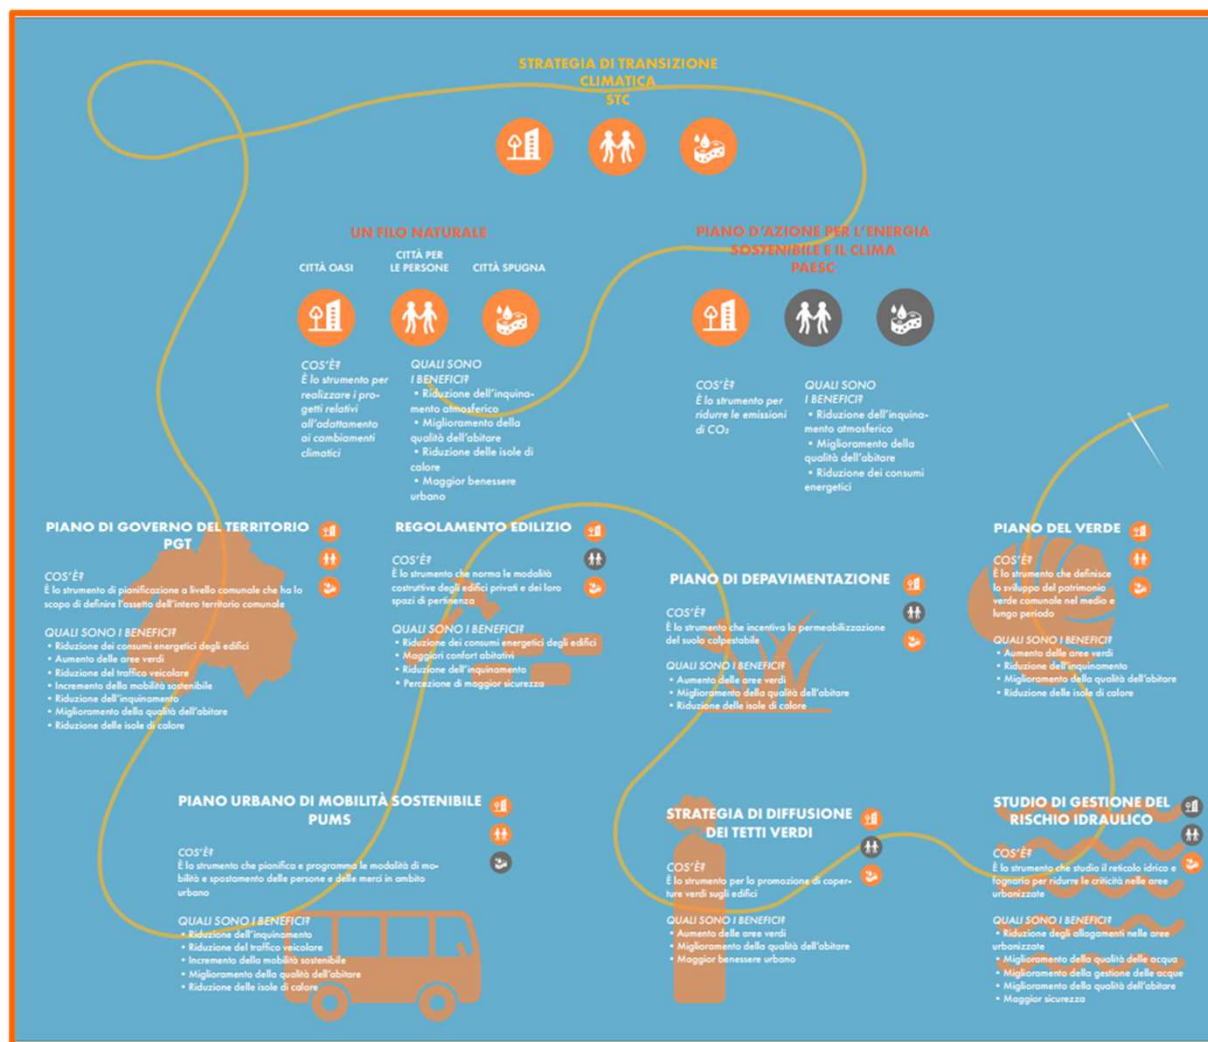 STRATEGIA DI TRANSIZIONE
CLIMATICA
STC
UN FILO NATURALE
CITTÀ OASI
CITTÀ PER
LE PERSONE
CITTÀ SPUGNA
COS'È?
È lo strumento per
realizzare i pro-
getti relativi
all'adattamento
ai cambiamenti
climatici
QUALI SONO
I BENEFICI?
• Riduzione dell'inquina-
mento atmosferico
• Miglioramento della
qualità dell'abitare
• Riduzione delle isole di
calore
• Maggior benessere
urbano
PIANO D'AZIONE PER L'ENERGIA
SOSTENIBILE E IL CLIMA
PAESC
COS'È?
È lo strumento per
ridurre le emissioni
di CO₂
QUALI SONO
I BENEFICI?
• Riduzione dell'inquina-
mento atmosferico
• Miglioramento della
qualità dell'abitare
• Riduzione dei consumi
energetici
PIANO DI GOVERNO DEL TERRITORIO
PGT
COS'È?
È lo strumento di pianificazione a livello comunale che ha lo
scopo di definire l'assetto dell'intero territorio comunale
QUALI SONO I BENEFICI?
• Riduzione dei consumi energetici degli edifici
• Aumento delle aree verdi
• Riduzione del traffico veicolare
• Incremento della mobilità sostenibile
• Riduzione dell'inquinamento
• Miglioramento della qualità dell'abitare
• Riduzione delle isole di calore
REGOLAMENTO EDILIZIO
COS'È?
È lo strumento che norma le modalità
costruttive degli edifici privati e dei loro
spazi di pertinenza
QUALI SONO I BENEFICI?
• Riduzione dei consumi energetici degli edifici
• Maggiori confort abitativi
• Riduzione dell'inquinamento
• Percezione di maggior sicurezza
PIANO DI DEPAVIMENTAZIONE
COS'È?
È lo strumento che incentiva la permeabilizzazione
del suolo calpestabile
QUALI SONO I BENEFICI?
• Aumento delle aree verdi
• Miglioramento della qualità dell'abitare
• Riduzione delle isole di calore
PIANO DEL VERDE
COS'È?
È lo strumento che definisce
lo sviluppo del patrimonio
verde comunale nel medio e
lungo periodo
QUALI SONO I BENEFICI?
• Aumento delle aree verdi
• Riduzione dell'inquinamento
• Miglioramento della qualità dell'abitare
• Riduzione delle isole di calore
PIANO URBANO DI MOBILITÀ SOSTENIBILE
PUMS
COS'È?
È lo strumento che pianifica e programma le modalità di mo-
bilità e spostamento delle persone e delle merci in ambito
urbano
QUALI SONO I BENEFICI?
• Riduzione dell'inquinamento
• Riduzione del traffico veicolare
• Incremento della mobilità sostenibile
• Miglioramento della qualità dell'abitare
• Riduzione delle isole di calore
STRATEGIA DI DIFFUSIONE
DEI TETTI VERDI
COS'È?
È lo strumento per la promozione di coper-
ture verdi sugli edifici
QUALI SONO I BENEFICI?
• Aumento delle aree verdi
• Miglioramento della qualità dell'abitare
• Maggior benessere urbano
STUDIO DI GESTIONE DEL
RISCHIO IDRAULICO
COS'È?
È lo strumento che studia il reticolo idrico e
fognario per ridurre le criticità nelle aree
urbanizzate
QUALI SONO I BENEFICI?
• Riduzione degli allagamenti nelle aree
urbanizzate
• Miglioramento della qualità delle acqua
• Miglioramento della gestione delle acque
• Miglioramento della qualità dell'abitare
• Maggior sicurezza